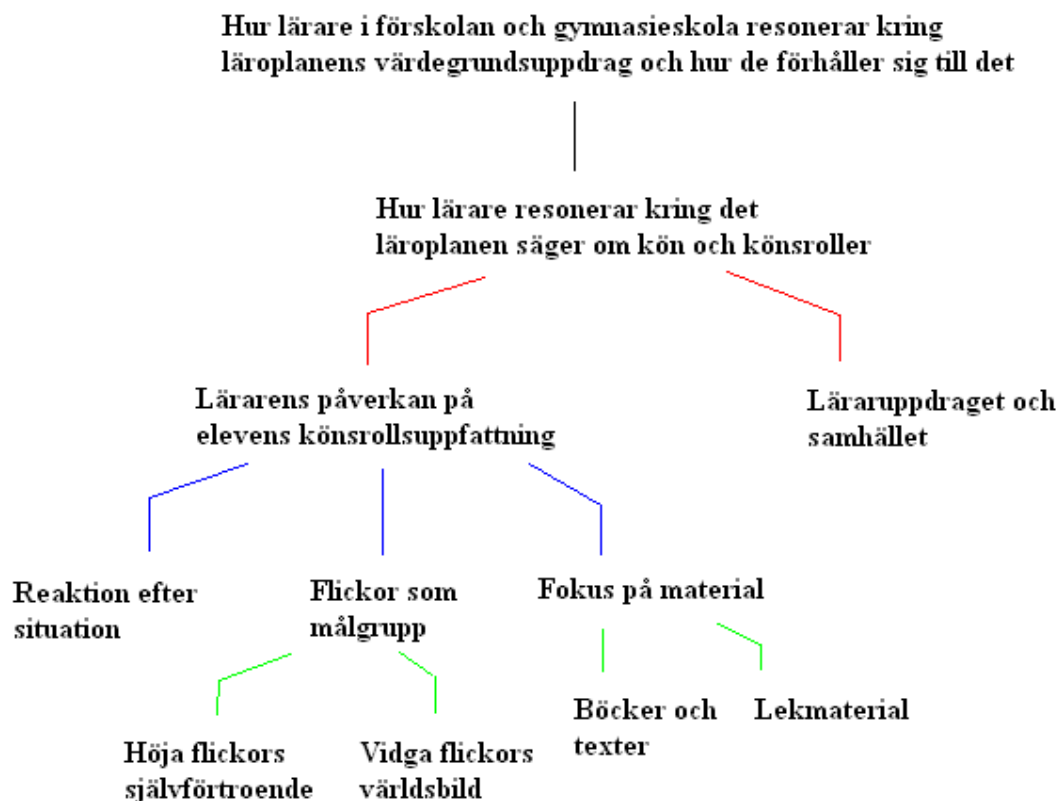 Hur lärare i förskolan och gymnasieskola resonerar kring
läroplanens värdegrundsuppdrag och hur de förhåller sig till det
Hur lärare resonerar kring det
läroplanen säger om kön och könsroller
Lärarens påverkan på
elevens könsrollsuppfattning
Läraruppdraget och
samhället
Reaktion efter
situation
Flickor som
målgrupp
Fokus på material
Höja flickors
självförtroende
Vidga flickors
världsbild
Böcker och
texter
Lekmaterial